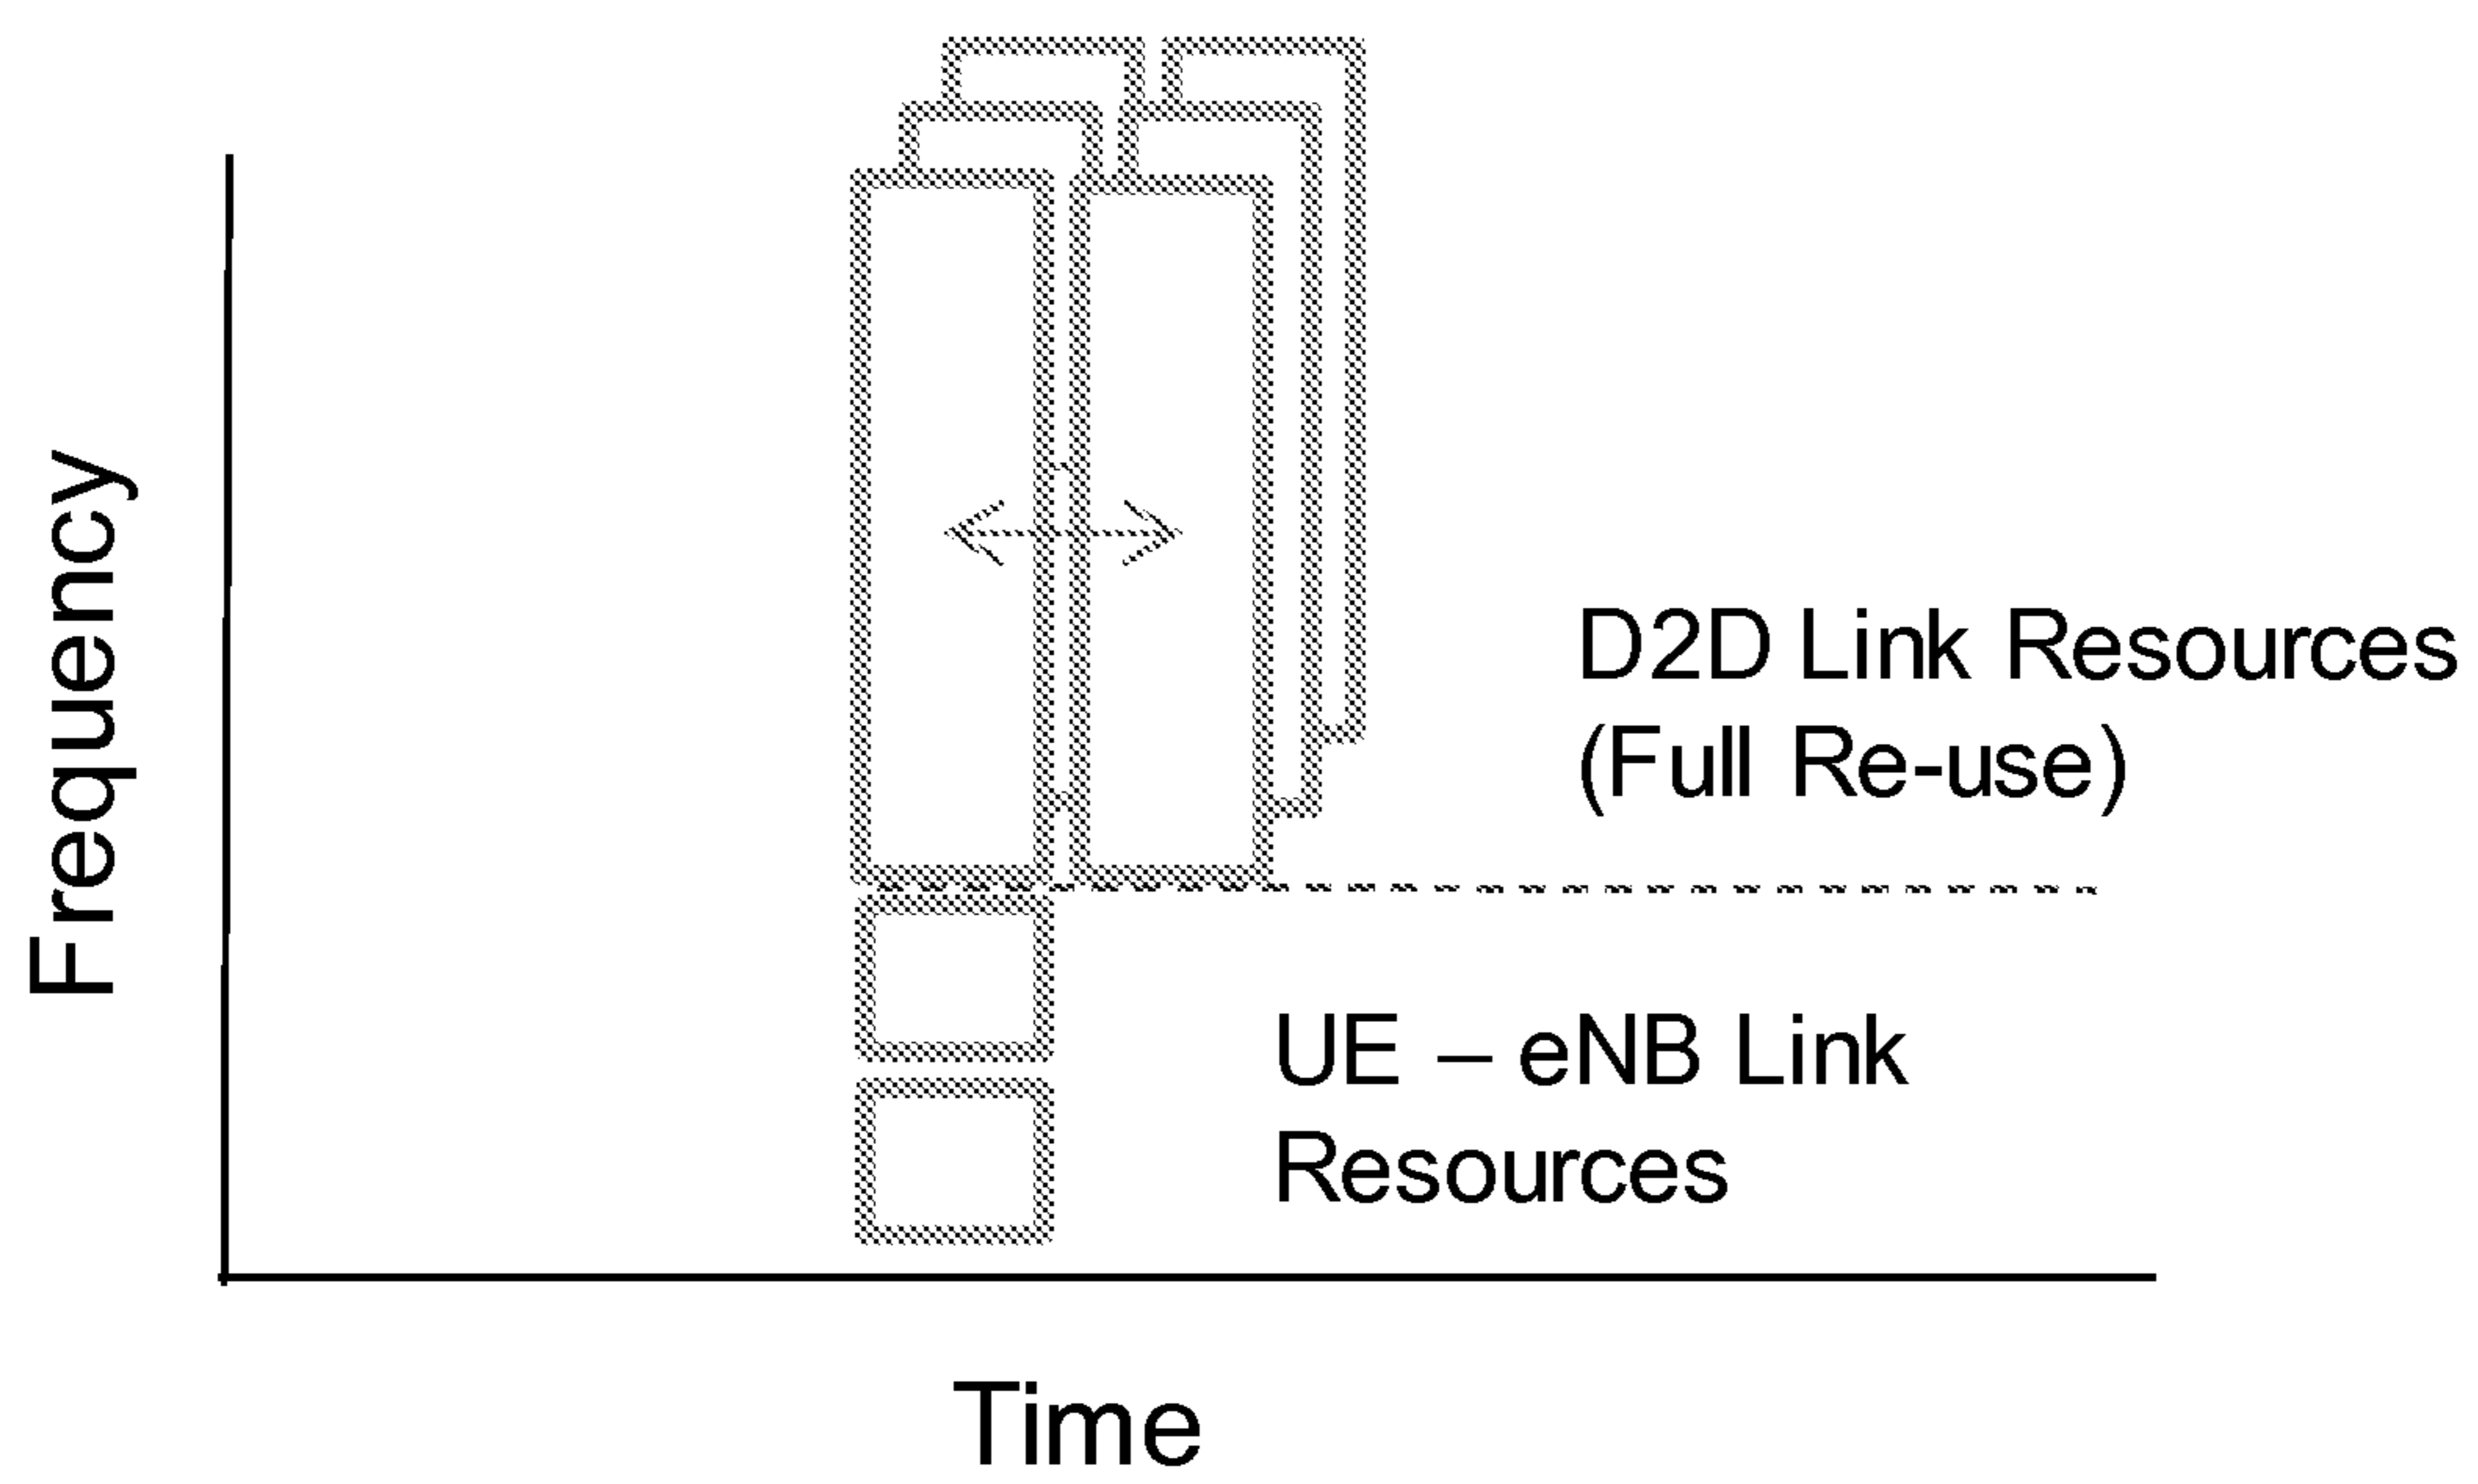 Frequency
D2D Link Resources
(Full Re-use)
UE – eNB Link
Resources
Time